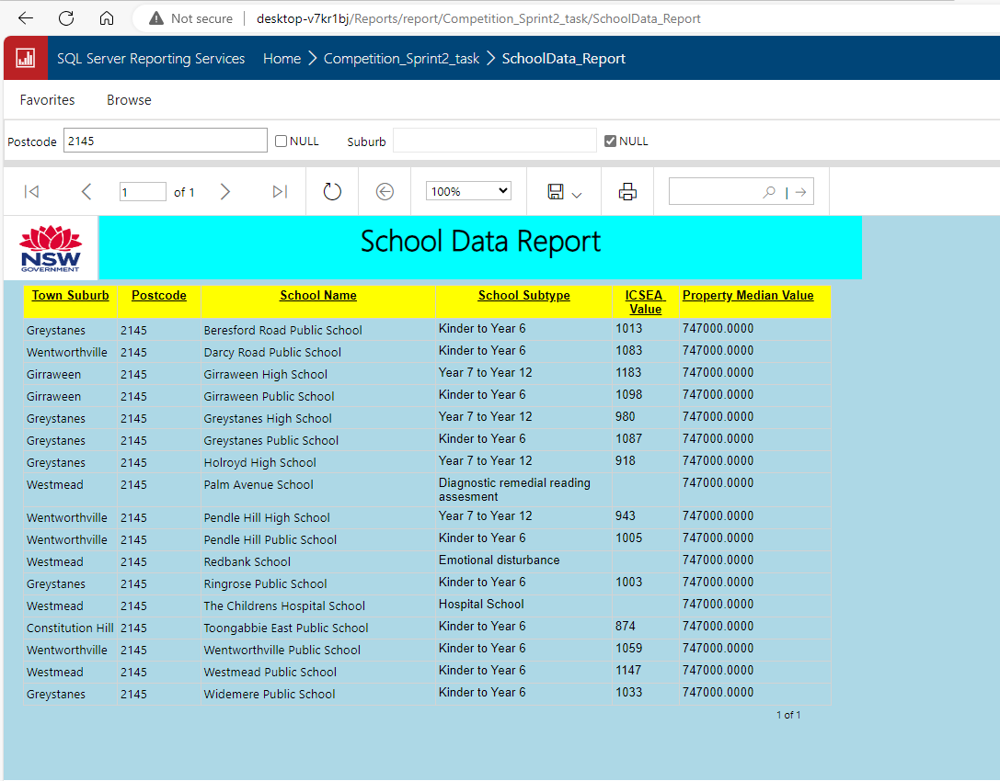 Not secure | desktop-v7kr1bj/Reports/report/Competition_Sprint2_task/SchoolData_Report
SQL Server Reporting Services Home > Competition_Sprint2_task > SchoolData_Report
Favorites Browse
Postcode 2145 NULL Suburb NULL
1 of 1 100% |
NSW
GOVERNMENT
School Data Report
Town Suburb Postcode School Name School Subtype ICSEA Value Property Median Value
Greystanes 2145 Beresford Road Public School Kinder to Year 6 1013 747000.0000
Wentworthville 2145 Darcy Road Public School Kinder to Year 6 1083 747000.0000
Girraween 2145 Girraween High School Year 7 to Year 12 1183 747000.0000
Girraween 2145 Girraween Public School Kinder to Year 6 1098 747000.0000
Greystanes 2145 Greystanes High School Year 7 to Year 12 980 747000.0000
Greystanes 2145 Greystanes Public School Kinder to Year 6 1087 747000.0000
Greystanes 2145 Holroyd High School Year 7 to Year 12 918 747000.0000
Westmead 2145 Palm Avenue School Diagnostic remedial reading assesment 747000.0000
Wentworthville 2145 Pendle Hill High School Year 7 to Year 12 943 747000.0000
Wentworthville 2145 Pendle Hill Public School Kinder to Year 6 1005 747000.0000
Westmead 2145 Redbank School Emotional disturbance 747000.0000
Greystanes 2145 Ringrose Public School Kinder to Year 6 1003 747000.0000
Westmead 2145 The Childrens Hospital School Hospital School 747000.0000
Constitution Hill 2145 Toongabbie East Public School Kinder to Year 6 874 747000.0000
Wentworthville 2145 Wentworthville Public School Kinder to Year 6 1059 747000.0000
Westmead 2145 Westmead Public School Kinder to Year 6 1147 747000.0000
Greystanes 2145 Widemere Public School Kinder to Year 6 1033 747000.0000
1 of 1